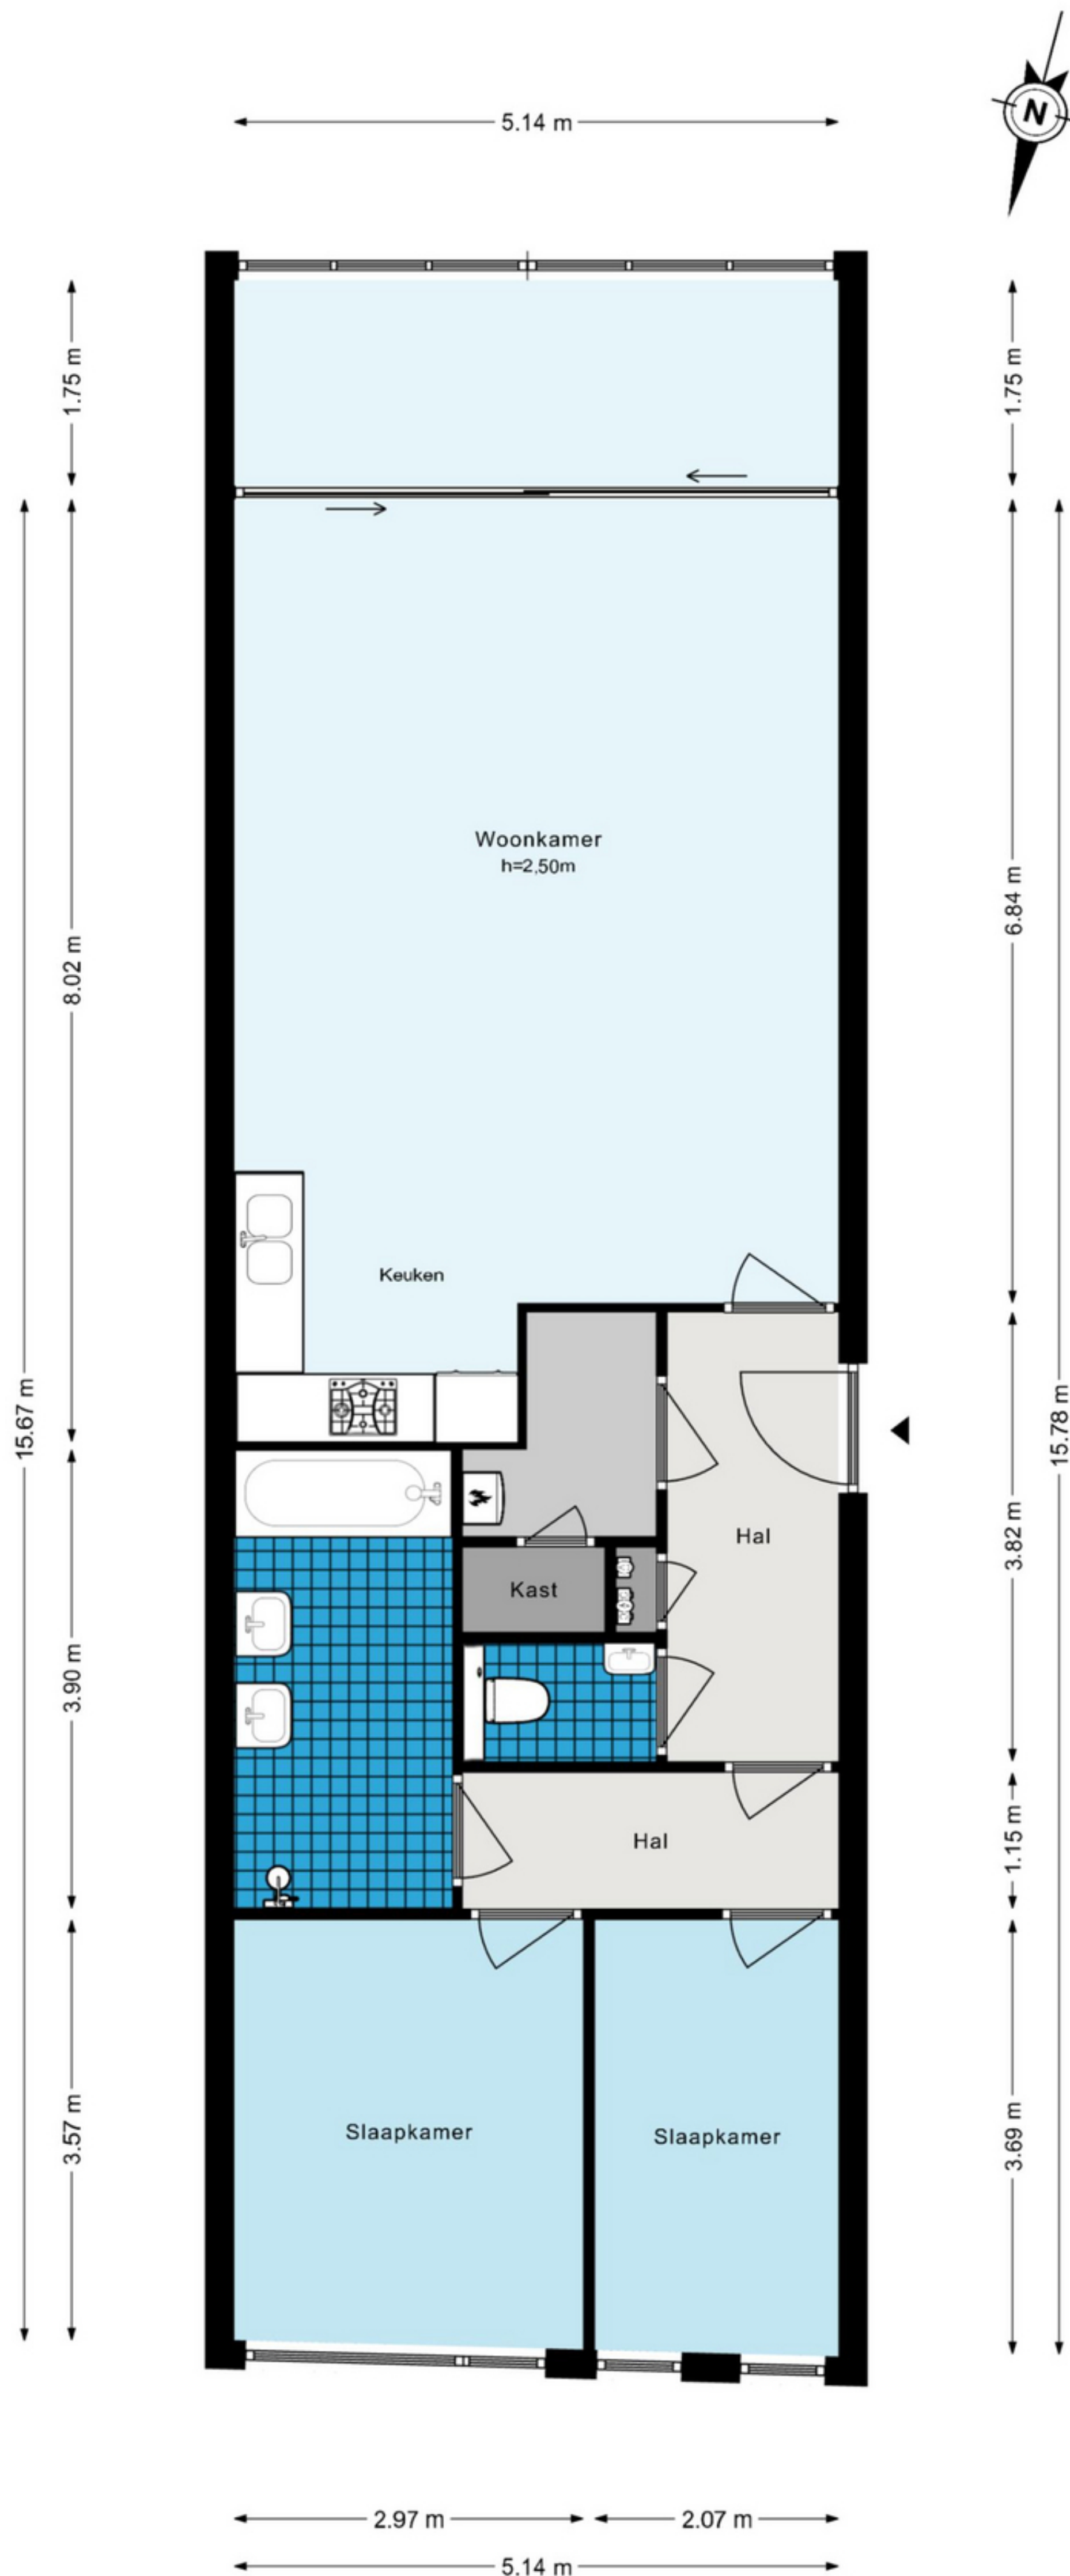 N
5.14 m
1.75 m
1.75 m
Woonkamer
h=2,50m
6.84 m
8.02 m
Keuken
15.67 m
15.78 m
Hal
3.82 m
Kast
3.90 m
Hal
1.15 m
Slaapkamer
Slaapkamer
3.57 m
3.69 m
2.97 m
2.07 m
5.14 m